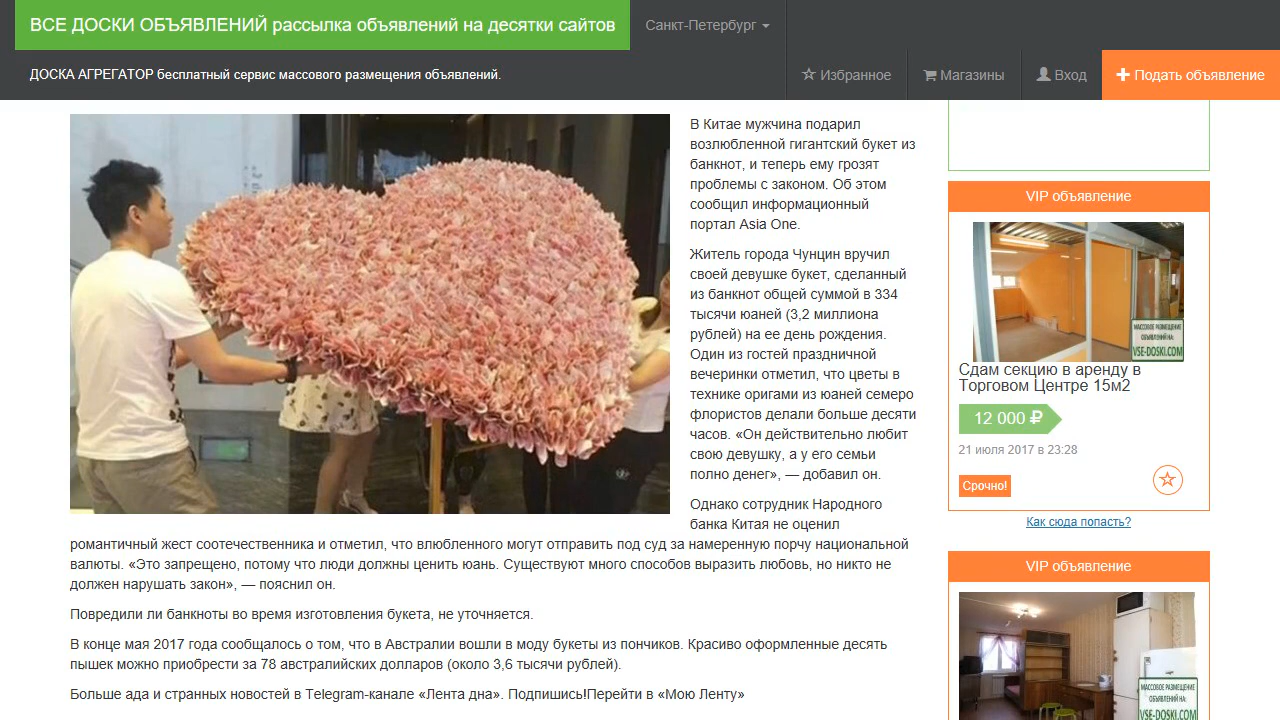 ВСЕ ДОСКИ ОБЪЯВЛЕНИЙ рассылка объявлений на десятки сайтов
Санкт-Петербург
ДОСКА АГРЕГАТОР бесплатный сервис массового размещения объявлений.
Избранное
Магазины
Вход
Подать объявление
В Китае мужчина подарил
возлюбленной гигантский букет из
банкнот, и теперь ему грозят
проблемы с законом. Об этом
сообщил информационный
портал Asia One.
Житель города Чунцин вручил
своей девушке букет, сделанный
из банкнот общей суммой в 334
тысячи юаней (3,2 миллиона
рублей) на ее день рождения.
Один из гостей праздничной
вечеринки отметил, что цветы в
технике оригами из юаней семеро
флористов делали больше десяти
часов. «Он действительно любит
свою девушку, а у его семьи
полно денег», — добавил он.
Однако сотрудник Народного
банка Китая не оценил
романтичный жест соотечественника и отметил, что влюбленного могут отправить под суд за намеренную порчу национальной
валюты. «Это запрещено, потому что люди должны ценить юань. Существуют много способов выразить любовь, но никто не
должен нарушать закон», — пояснил он.
Повредили ли банкноты во время изготовления букета, не уточняется.
В конце мая 2017 года сообщалось о том, что в Австралии вошли в моду букеты из пончиков. Красиво оформленные десять
пышек можно приобрести за 78 австралийских долларов (около 3,6 тысячи рублей).
Больше ада и странных новостей в Telegram-канале «Лента дна». Подпишись!Перейти в «Мою Ленту»
VIP объявление
МАССОВОЕ РАЗМЕЩЕНИЕ
ОБЪЯВЛЕНИЙ НА:
VSE-DOSKI.COM
Сдам секцию в аренду в
Торговом Центре 15м2
12 000 ₽
21 июля 2017 в 23:28
Срочно!
Как сюда попасть?
VIP объявление
МАССОВОЕ РАЗМЕЩЕНИЕ
ОБЪЯВЛЕНИЙ НА:
VSE-DOSKI.COM